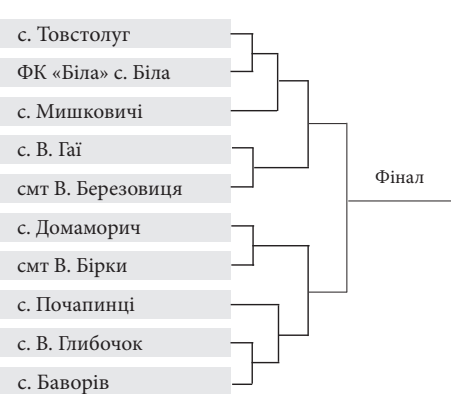 с. Товстолуг
ФК «Біла» с. Біла
с. Мишковичі
с. В. Гаї
смт В. Березовиця
с. Домаморич
смт В. Бірки
с. Почапинці
с. В. Глибочок
с. Баворів
Фінал